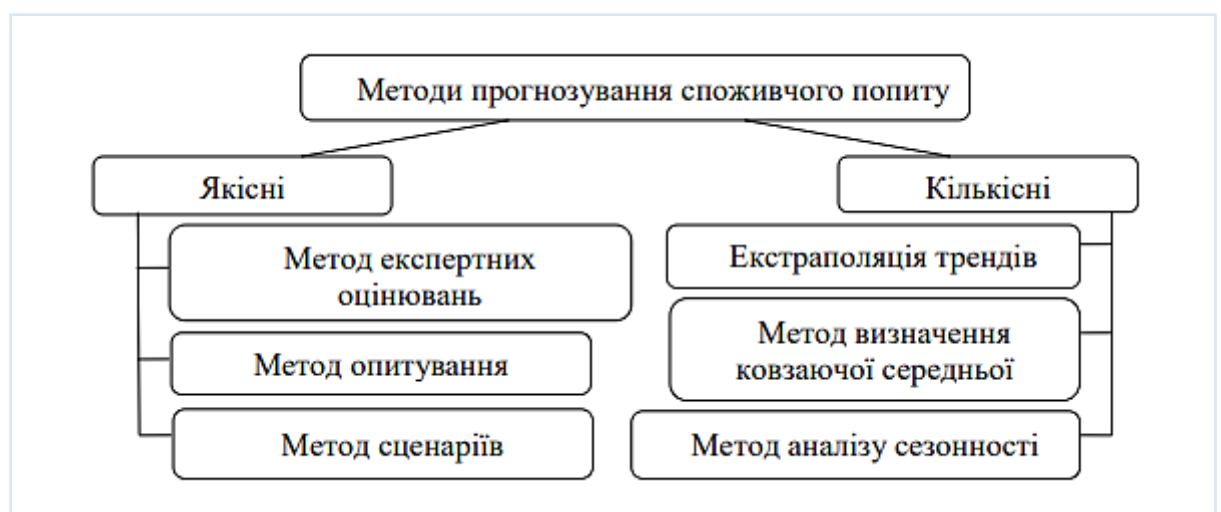 Методи прогнозування споживчого попиту
Якісні
Метод експертних
оцінювань
Метод опитування
Метод сценаріїв
Кількісні
Екстраполяція трендів
Метод визначення
ковзаючої середньої
Метод аналізу сезонності